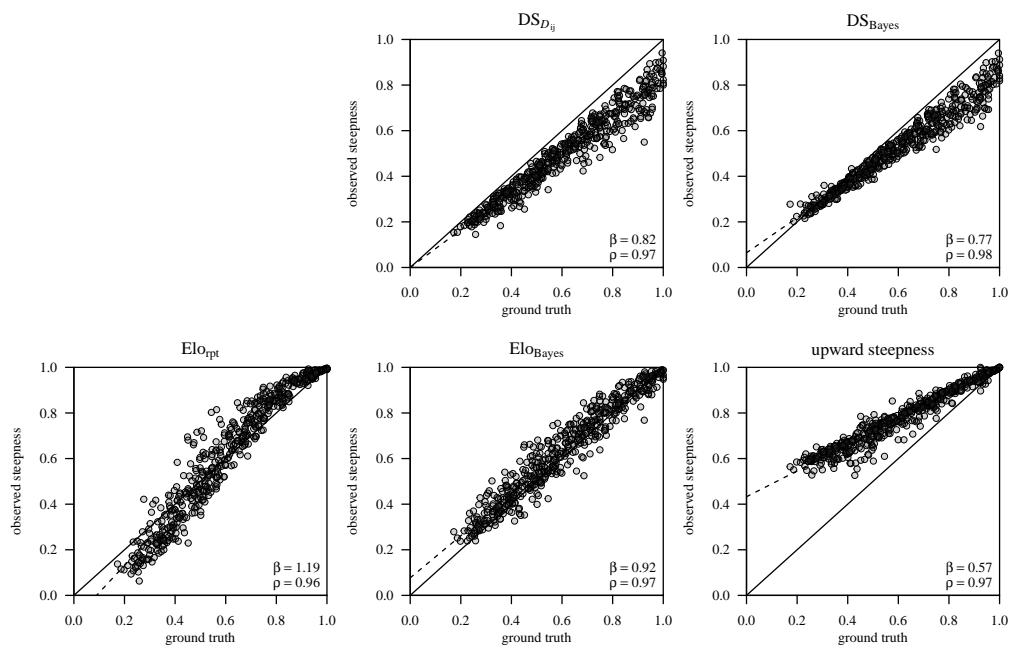 DS_{D_{ij}}
1.0
0.8
0.6
0.4
0.2
0.0
observed steepness
β = 0.82
ρ = 0.97
0.0 0.2 0.4 0.6 0.8 1.0
ground truth
DS_{Bayes}
1.0
0.8
0.6
0.4
0.2
0.0
observed steepness
β = 0.77
ρ = 0.98
0.0 0.2 0.4 0.6 0.8 1.0
ground truth
Elo_{rpt}
1.0
0.8
0.6
0.4
0.2
0.0
observed steepness
β = 1.19
ρ = 0.96
0.0 0.2 0.4 0.6 0.8 1.0
ground truth
Elo_{Bayes}
1.0
0.8
0.6
0.4
0.2
0.0
observed steepness
β = 0.92
ρ = 0.97
0.0 0.2 0.4 0.6 0.8 1.0
ground truth
upward steepness
1.0
0.8
0.6
0.4
0.2
0.0
observed steepness
β = 0.57
ρ = 0.97
0.0 0.2 0.4 0.6 0.8 1.0
ground truth